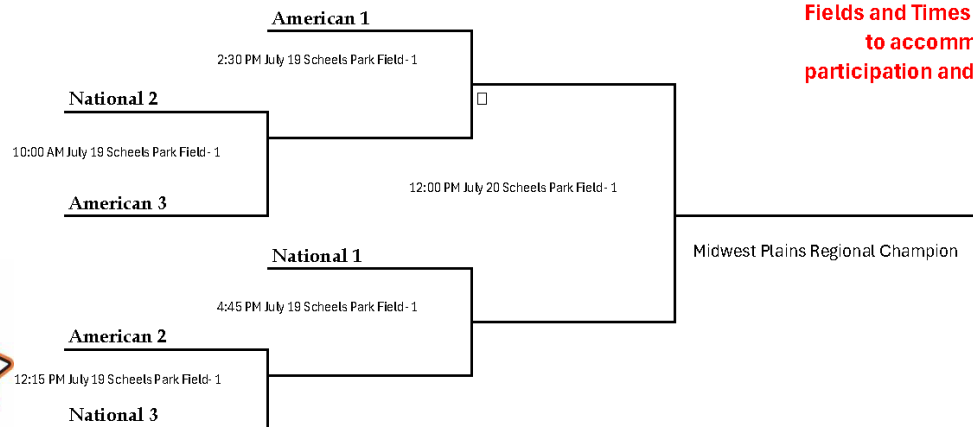 American 1
Fields and Times
to accomm
participation and
2:30 PM July 19 Scheels Park Field- 1
National 2
10:00 AM July 19 Scheels Park Field- 1
12:00 PM July 20 Scheels Park Field- 1
American 3
National 1
Midwest Plains Regional Champion
4:45 PM July 19 Scheels Park Field- 1
American 2
12:15 PM July 19 Scheels Park Field- 1
National 3